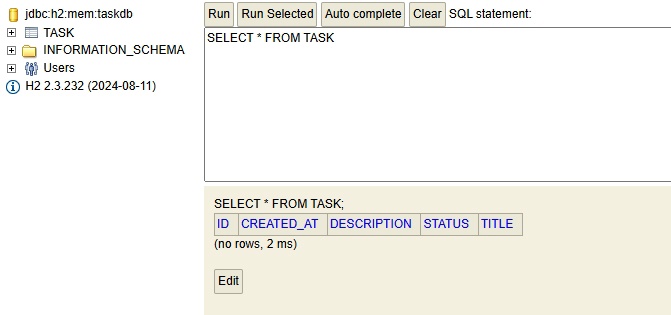 jdbc:h2:mem:taskdb
TASK
INFORMATION_SCHEMA
Users
H2 2.3.232 (2024-08-11)
Run Run Selected Auto complete Clear SQL statement:
SELECT * FROM TASK
SELECT * FROM TASK;
ID CREATED_AT DESCRIPTION STATUS TITLE
(no rows, 2 ms)
Edit